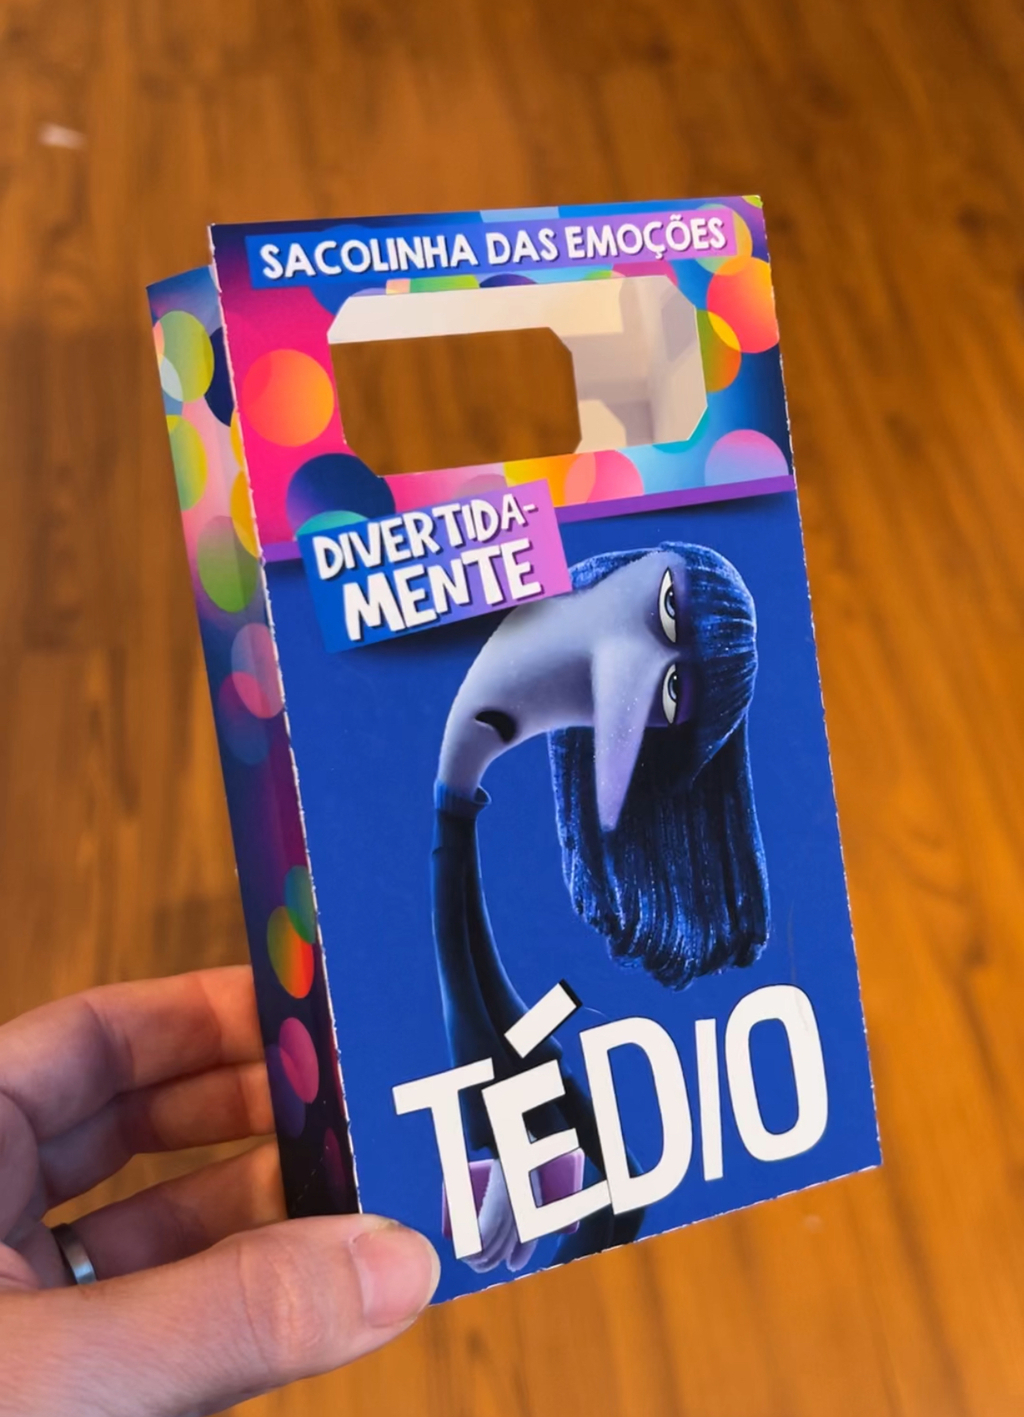 SACOLINHA DAS EMOÇÕES
DIVERTIDA-
MENTE
TÉDIO